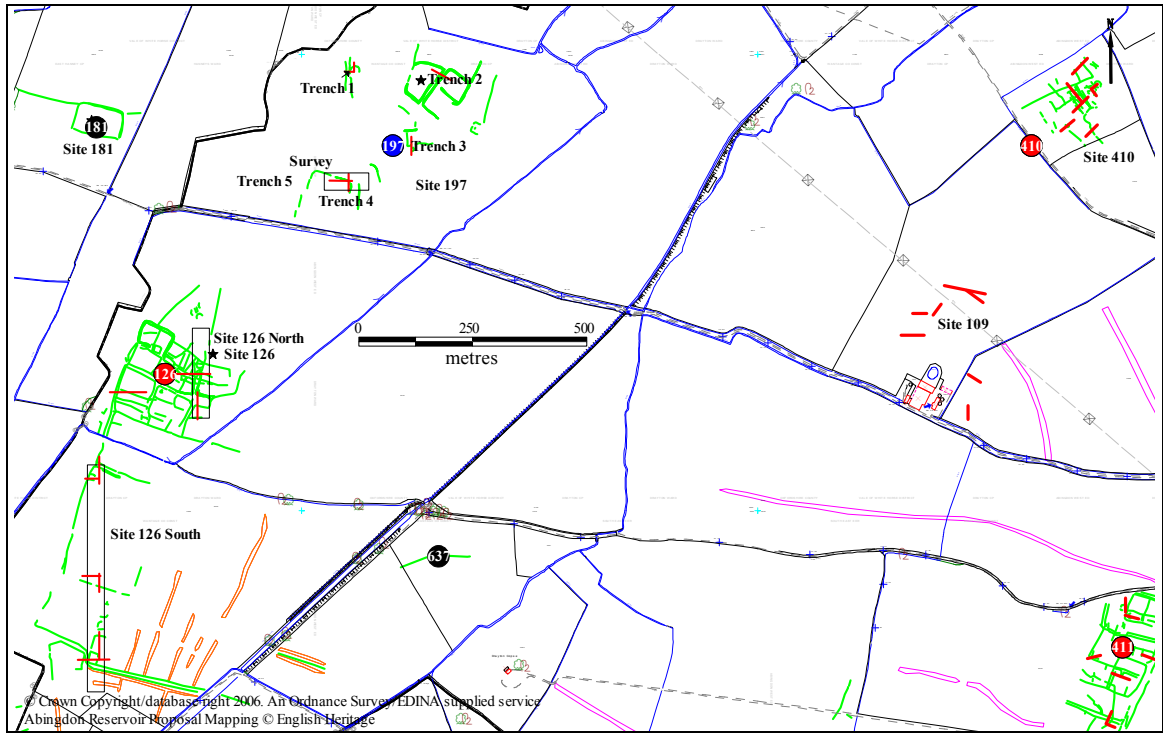 N
Trench 1
Trench 2
181
Site 181
197
Trench 3
410
Site 410
Survey
Trench 5
Site 197
Trench 4
0 250 500
metres
Site 109
Site 126 North
Site 126
126
Site 126 South
637
411
© Crown Copyright/database right 2006. An Ordnance Survey/EDINA supplied service
Abingdon Reservoir Proposal Mapping © English Heritage